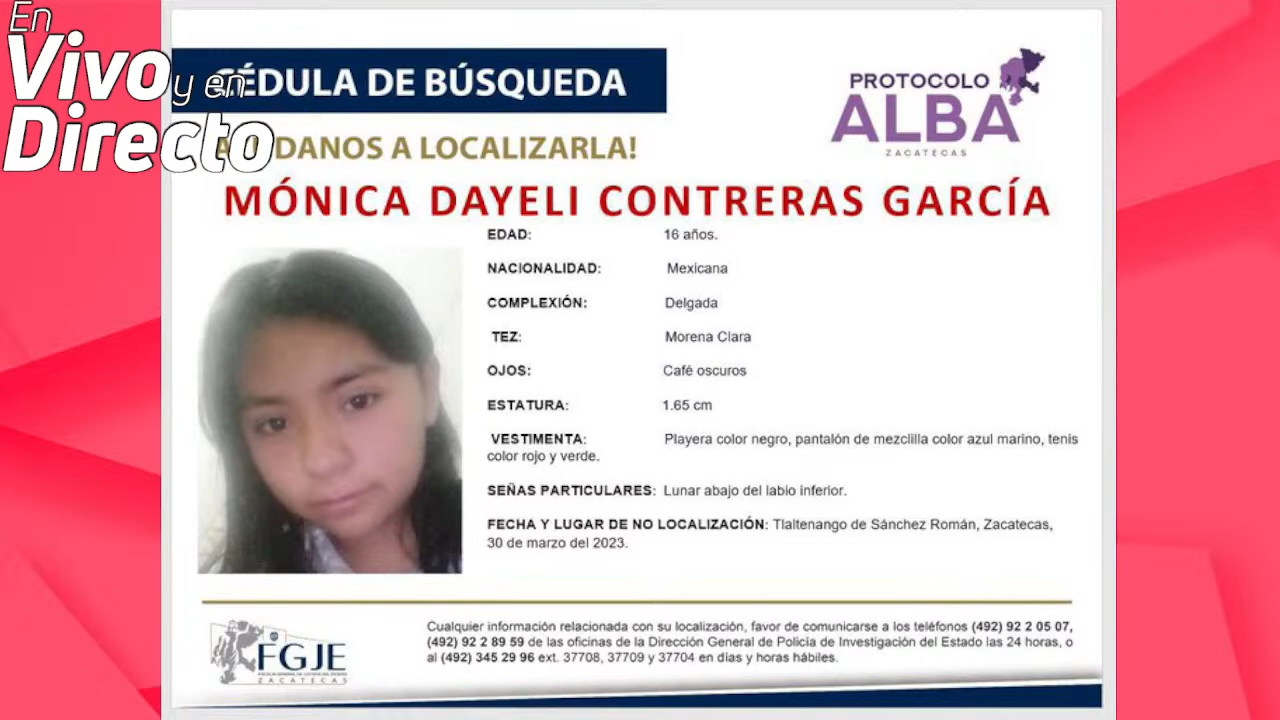 En
Vivo y en
Directo
CÉDULA DE BÚSQUEDA
DANOS A LOCALIZARLA!
PROTOCOLO
ALBA
ZACATECAS
MÓNICA DAYELI CONTRERAS GARCÍA
EDAD: 16 años.
NACIONALIDAD: Mexicana
COMPLEXIÓN: Delgada
TEZ: Morena Clara
OJOS: Café oscuros
ESTATURA: 1.65 cm
VESTIMENTA: Playera color negro, pantalón de mezclilla color azul marino, tenis
color rojo y verde.
SEÑAS PARTICULARES: Lunar abajo del labio inferior.
FECHA Y LUGAR DE NO LOCALIZACIÓN: Tlaltenango de Sánchez Román, Zacatecas,
30 de marzo del 2023.
FGJE
ZACATECAS
Cualquier información relacionada con su localización, favor de comunicarse a los teléfonos (492) 92 2 05 07,
(492) 92 2 89 59 de las oficinas de la Dirección General de Policía de Investigación del Estado las 24 horas, o
al (492) 345 29 96 ext. 37708, 37709 y 37704 en días y horas hábiles.